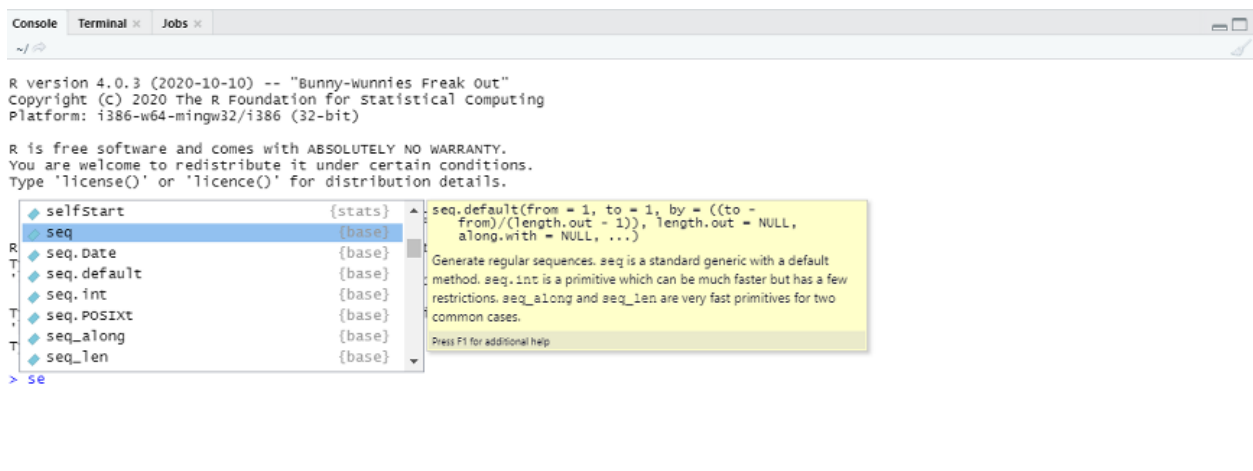 Console Terminal × Jobs ×
~/
R version 4.0.3 (2020-10-10) -- "Bunny-Wunnies Freak Out"
Copyright (C) 2020 The R Foundation for Statistical Computing
Platform: i386-w64-mingw32/i386 (32-bit)
R is free software and comes with ABSOLUTELY NO WARRANTY.
You are welcome to redistribute it under certain conditions.
Type 'license()' or 'licence()' for distribution details.
selfStart {stats}
seq {base}
seq.Date {base}
seq.default {base}
seq.int {base}
seq.POSIXt {base}
seq_along {base}
seq_len {base}
seq.default(from = 1, to = 1, by = ((to -
from)/(length.out - 1)), length.out = NULL,
along.with = NULL, ...)
Generate regular sequences. seq is a standard generic with a default
method. seq.int is a primitive which can be much faster but has a few
restrictions. seq_along and seq_len are very fast primitives for two
common cases.
Press F1 for additional help
> se